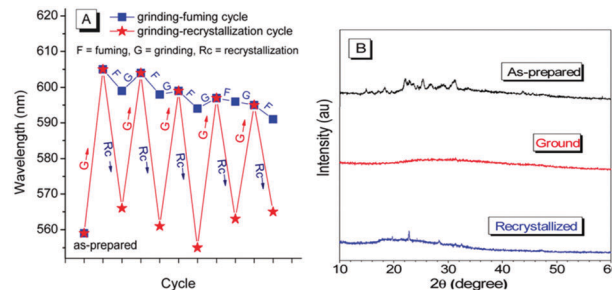 A
grinding-fuming cycle
grinding-recrystallization cycle
F = fuming, G = grinding, Rc = recrystallization
Wavelength (nm)
620
610
600
590
580
570
560
F G F G F G F G F
G Rc G Rc G Rc G Rc G Rc
as-prepared
Cycle
B
As-prepared
Ground
Recrystallized
Intensity (au)
10 20 30 40 50 6
2θ (degree)